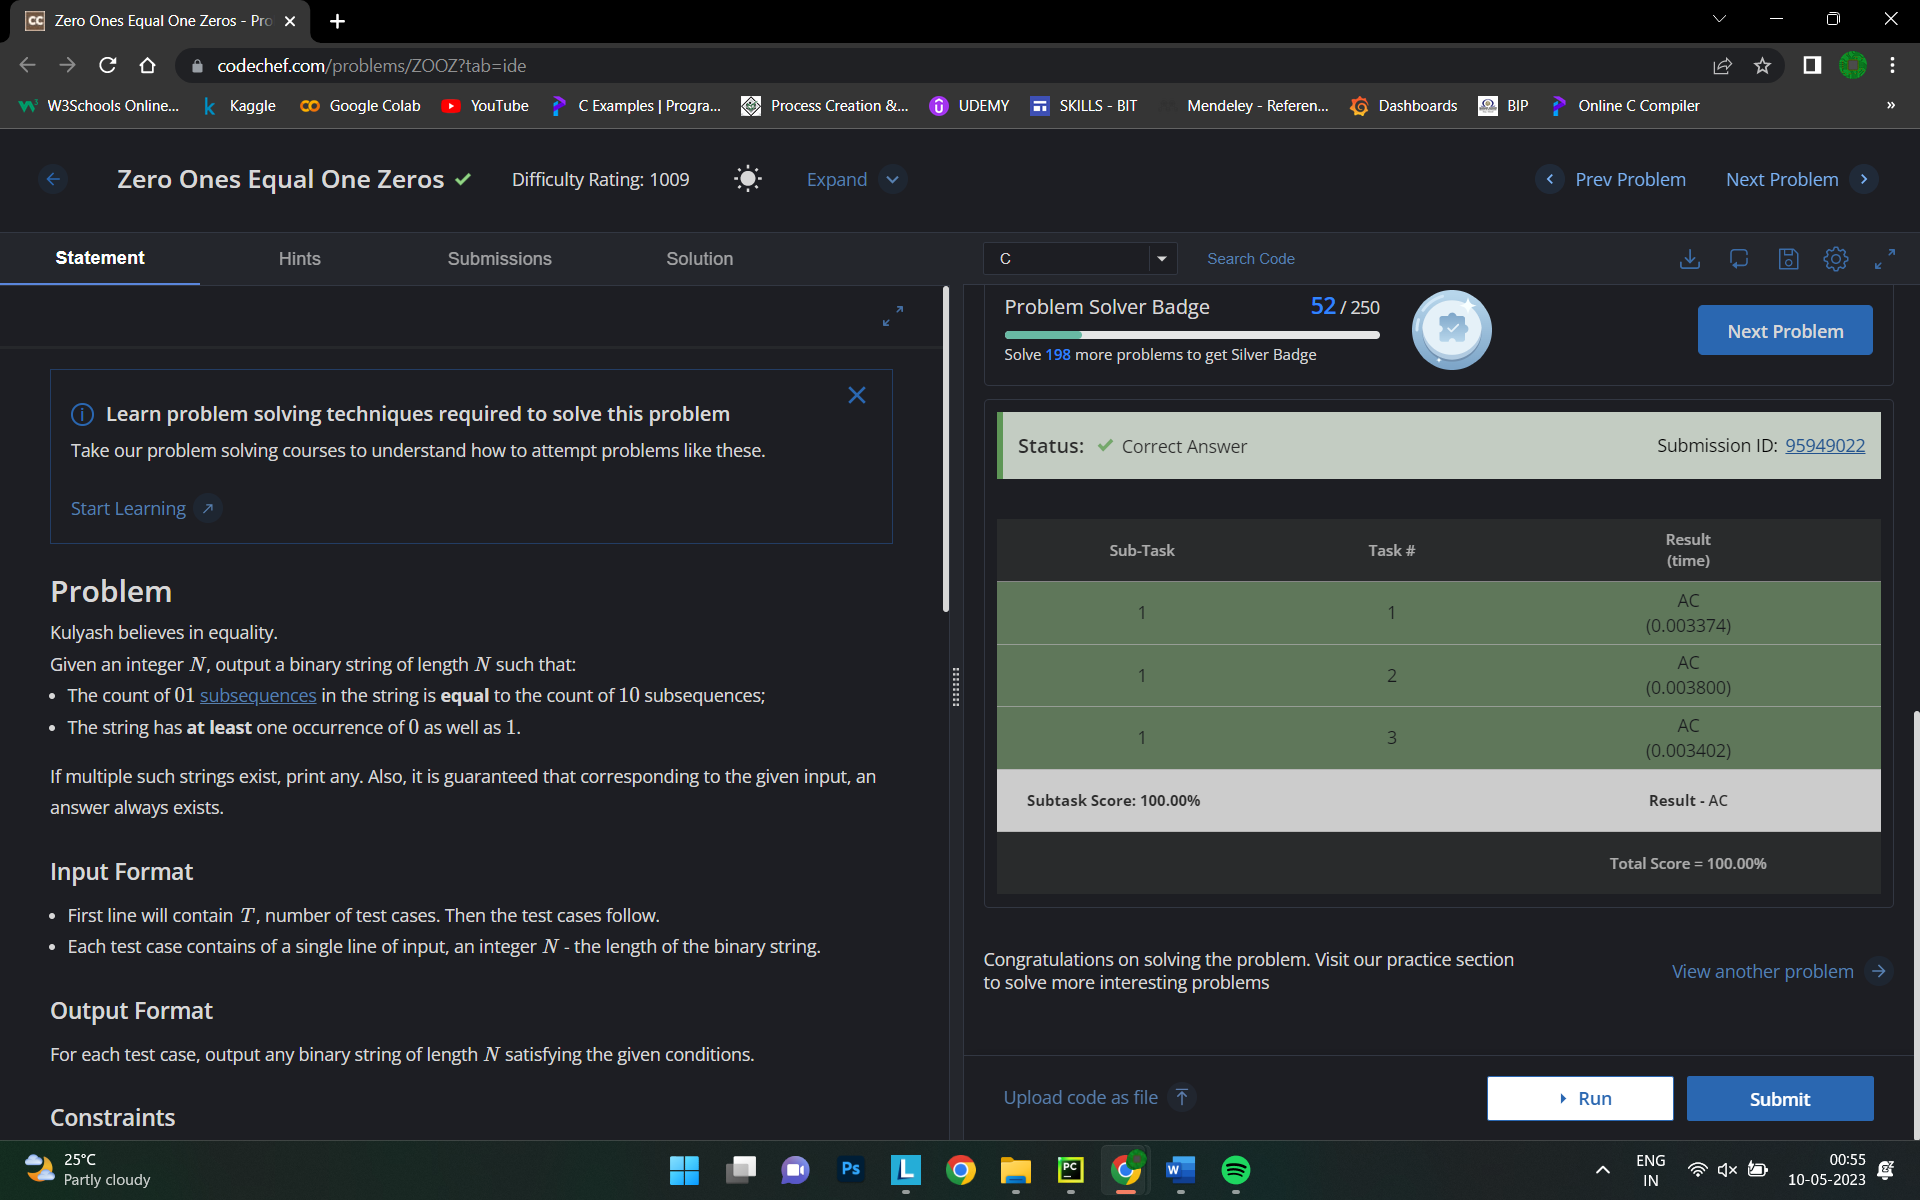 Zero Ones Equal One Zeros - Pro
codechef.com/problems/ZOOZ?tab=ide
W3Schools Online... Kaggle Google Colab YouTube C Examples | Progra... Process Creation &... UDEMY SKILLS - BIT Mendeley - Referen... Dashboards BIP Online C Compiler »
Zero Ones Equal One Zeros Difficulty Rating: 1009 Expand Prev Problem Next Problem
Statement Hints Submissions Solution
C Search Code
Learn problem solving techniques required to solve this problem
Take our problem solving courses to understand how to attempt problems like these.
Start Learning
Problem
Kulyash believes in equality.
Given an integer N, output a binary string of length N such that:
• The count of 01 subsequences in the string is equal to the count of 10 subsequences;
• The string has at least one occurrence of 0 as well as 1.
If multiple such strings exist, print any. Also, it is guaranteed that corresponding to the given input, an
answer always exists.
Input Format
• First line will contain T, number of test cases. Then the test cases follow.
• Each test case contains of a single line of input, an integer N - the length of the binary string.
Output Format
For each test case, output any binary string of length N satisfying the given conditions.
Constraints
Problem Solver Badge 52 / 250
Solve 198 more problems to get Silver Badge
Next Problem
Status: Correct Answer Submission ID: 95949022
Sub-Task Task # Result
(time)
1 1 AC
(0.003374)
1 2 AC
(0.003800)
1 3 AC
(0.003402)
Subtask Score: 100.00% Result - AC
Total Score = 100.00%
Congratulations on solving the problem. Visit our practice section
to solve more interesting problems
View another problem
Upload code as file Run Submit
25°C
Partly cloudy
Ps L PC W
ENG
IN
00:55
10-05-2023